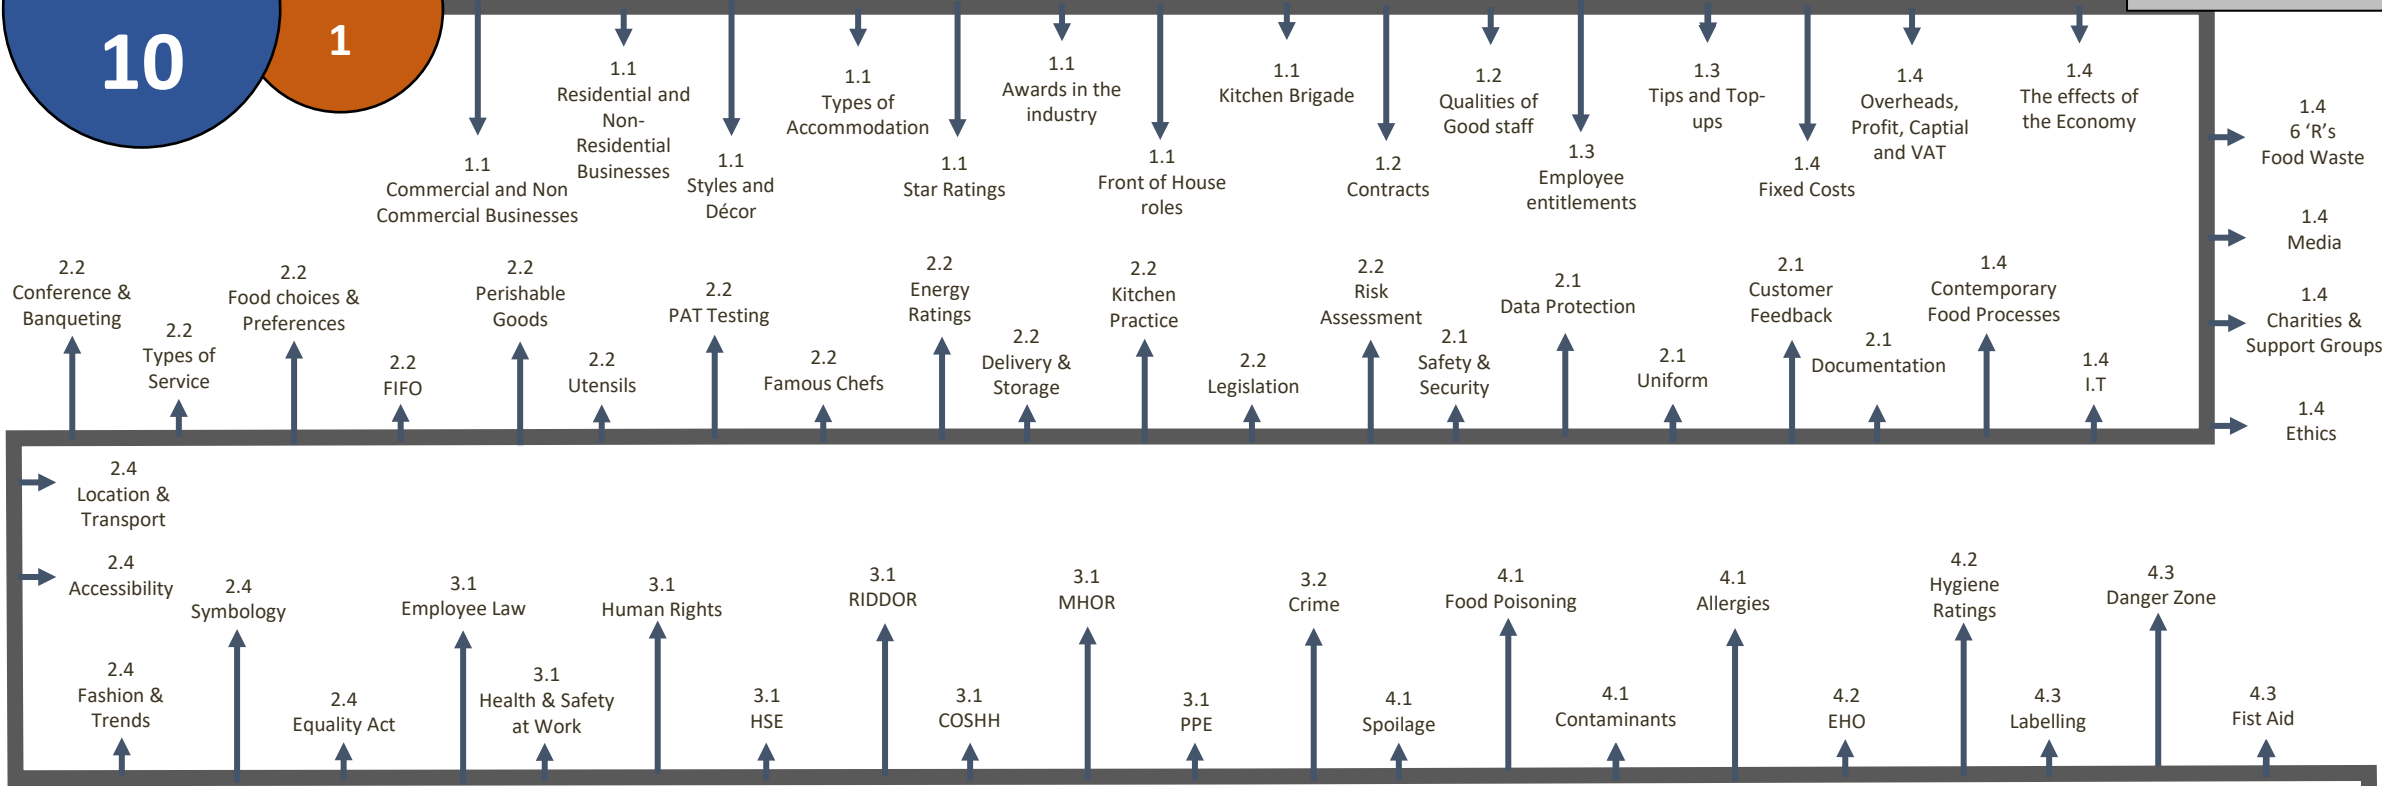 10
1
1.1
Commercial and Non
Commercial Businesses
1.1
Residential and
Non-
Residential
Businesses
1.1
Styles and
Décor
1.1
Types of
Accommodation
1.1
Star Ratings
1.1
Awards in the
industry
1.1
Front of House
roles
1.1
Kitchen Brigade
1.2
Contracts
1.2
Qualities of
Good staff
1.3
Employee
entitlements
1.3
Tips and Top-
ups
1.4
Fixed Costs
1.4
Overheads,
Profit, Captial
and VAT
1.4
The effects of
the Economy
1.4
6 ‘R’s
Food Waste
1.4
Media
1.4
Charities &
Support Groups
1.4
Ethics
2.2
Conference &
Banqueting
2.2
Types of
Service
2.2
Food choices &
Preferences
2.2
FIFO
2.2
Perishable
Goods
2.2
Utensils
2.2
PAT Testing
2.2
Famous Chefs
2.2
Energy
Ratings
2.2
Delivery &
Storage
2.2
Kitchen
Practice
2.2
Legislation
2.2
Risk
Assessment
2.1
Safety &
Security
2.1
Data Protection
2.1
Uniform
2.1
Customer
Feedback
2.1
Documentation
1.4
Contemporary
Food Processes
1.4
I.T
2.4
Location &
Transport
2.4
Accessibility
2.4
Fashion &
Trends
2.4
Symbology
2.4
Equality Act
3.1
Employee Law
3.1
Health & Safety
at Work
3.1
Human Rights
3.1
HSE
3.1
RIDDOR
3.1
COSHH
3.1
MHOR
3.1
PPE
3.2
Crime
4.1
Spoilage
4.1
Food Poisoning
4.1
Contaminants
4.1
Allergies
4.2
EHO
4.2
Hygiene
Ratings
4.3
Labelling
4.3
Danger Zone
4.3
Fist Aid